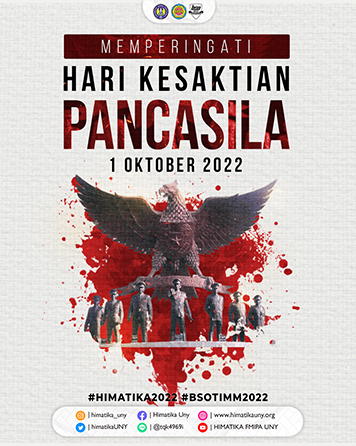 MEMPERINGATI
HARI KESAKTIAN
PANCASILA
1 OKTOBER 2022
#HIMATIKA2022 #BSOTIMM2022
| himatika_uny | Himatika Uny | www.himatikauny.org
| himatikaUNY | @tqk4969i | HIMATIKA FMIPA UNY